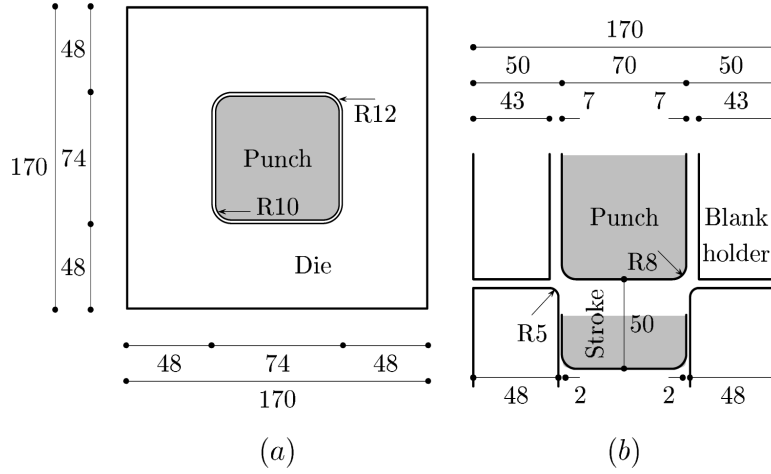 170
50 70 50
43 7 7 43
48
74
170
48
R12
Punch
R10
Die
48 74 48
170
Punch
Blank
holder
R8
R5
Stroke
50
48 2 2 48
(a)
(b)